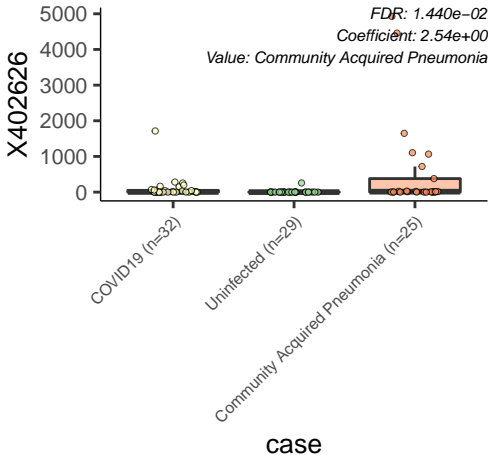 FDR: 1.440e−02
Coefficient: 2.54e+00
Value: Community Acquired Pneumonia
X402626
5000
4000
3000
2000
1000
0
COVID19 (n=32)
Uninfected (n=29)
Community Acquired Pneumonia (n=25)
case